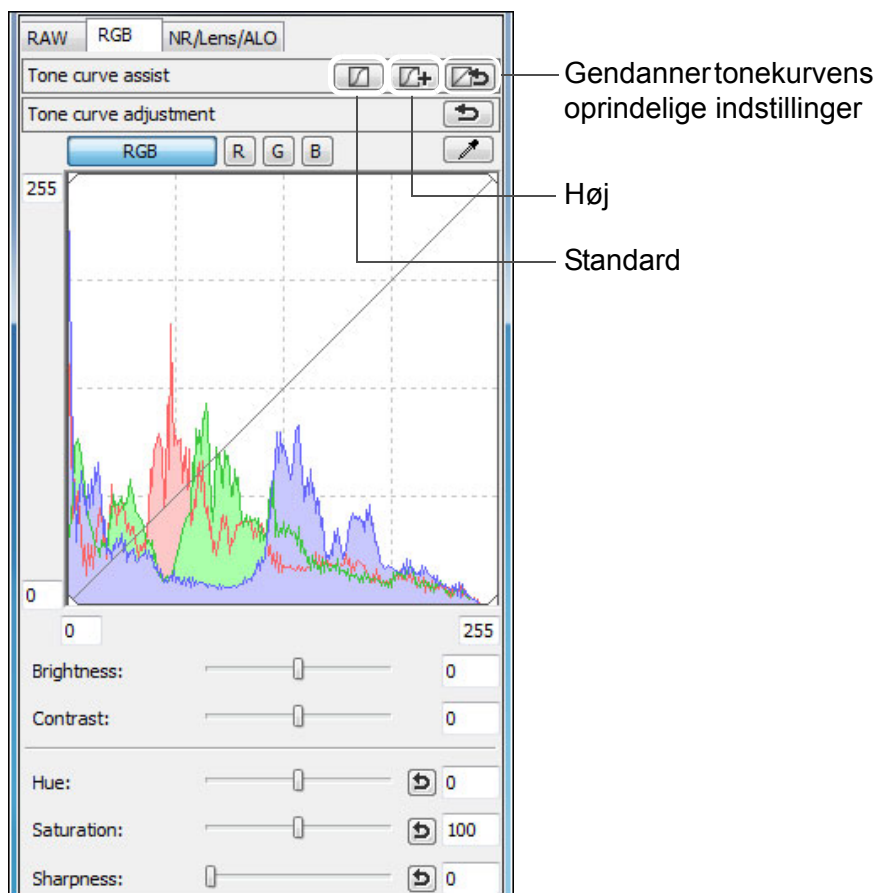 RAW RGB NR/Lens/ALO
Tone curve assist
Gendanner tonekurvens
oprindelige indstillinger
Tone curve adjustment
RGB R G B
255
Høj
Standard
0
0 255
Brightness: 0
Contrast: 0
Hue: 0
Saturation: 100
Sharpness: 0